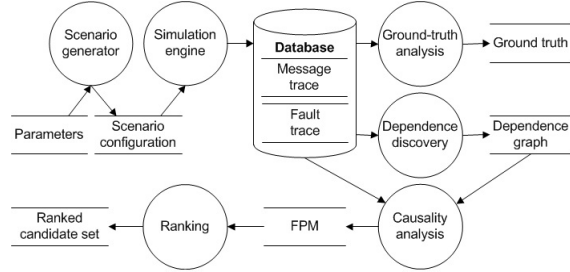 Scenario
generator
Simulation
engine
Database
Message
trace
Fault
trace
Ground-truth
analysis
Ground truth
Parameters
Scenario
configuration
Dependence
discovery
Dependence
graph
Ranked
candidate set
Ranking
FPM
Causality
analysis